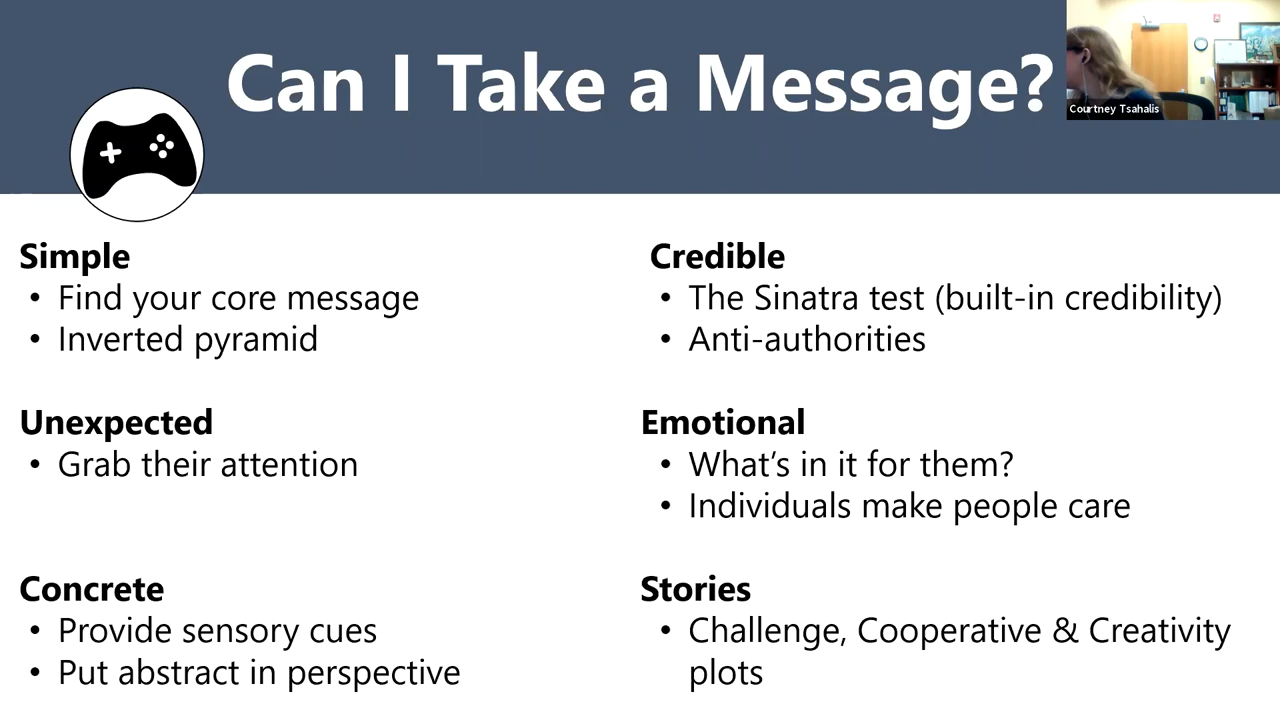 Can I Take a Message?
Courtney Tsahalis
Simple
• Find your core message
• Inverted pyramid
Unexpected
• Grab their attention
Concrete
• Provide sensory cues
• Put abstract in perspective
Credible
• The Sinatra test (built-in credibility)
• Anti-authorities
Emotional
• What's in it for them?
• Individuals make people care
Stories
• Challenge, Cooperative & Creativity
plots